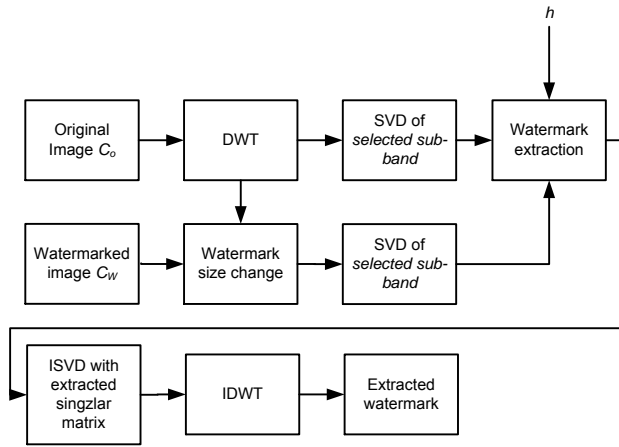 h
Original
Image Co
DWT
SVD of
selected sub-
band
Watermark
extraction
Watermarked
image CW
Watermark
size change
SVD of
selected sub-
band
ISVD with
extracted
singzlar
matrix
IDWT
Extracted
watermark